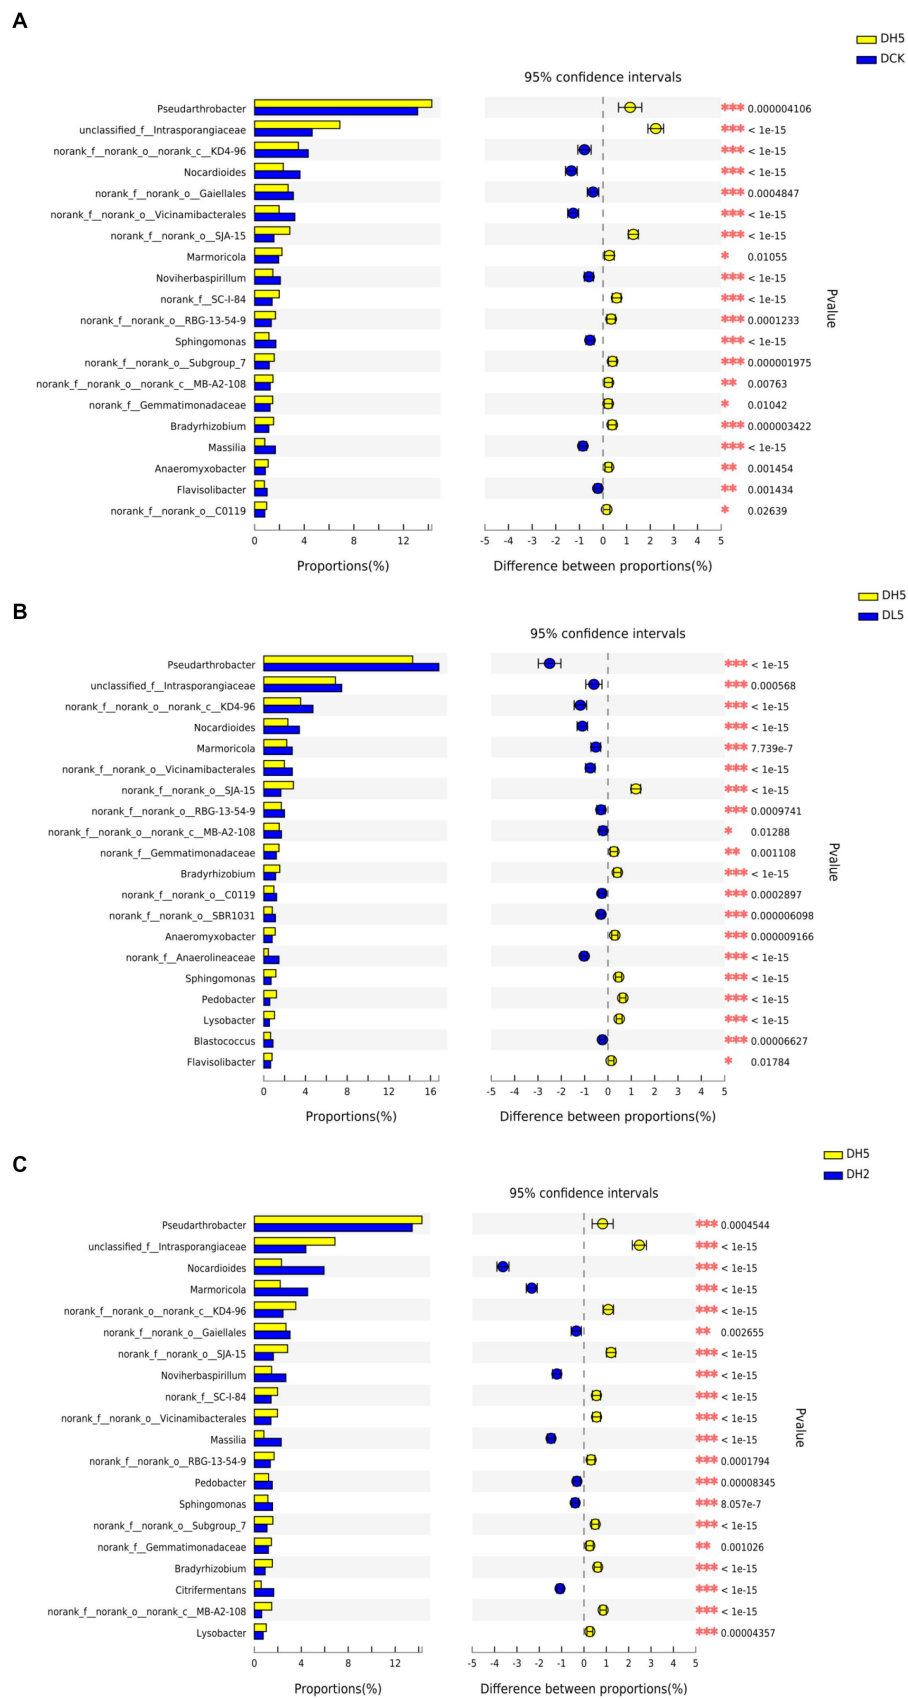 A
DH5
DCK
95% confidence intervals
Pseudarthrobacter *** 0.000004106
unclassified_f__Intrasporangiaceae *** < 1e-15
norank_f__norank_o__norank_c__KD4-96 *** < 1e-15
Nocardioides *** < 1e-15
norank_f__norank_o__Gaiellales *** 0.0004847
norank_f__norank_o__Vicinamibacterales *** < 1e-15
norank_f__norank_o__SJA-15 *** < 1e-15
Marmoricola * 0.01055
Noviherbaspirillum *** < 1e-15
norank_f__SC-I-84 *** < 1e-15
norank_f__norank_o__RBG-13-54-9 *** 0.0001233
Sphingomonas *** < 1e-15
norank_f__norank_o__Subgroup_7 *** 0.000001975
norank_f__norank_o__norank_c__MB-A2-108 ** 0.00763
norank_f__Gemmatimonadaceae * 0.01042
Bradyrhizobium *** 0.000003422
Massilia *** < 1e-15
Anaeromyxobacter ** 0.001454
Flavisolibacter ** 0.001434
norank_f__norank_o__C0119 * 0.02639
Pvalue
0 4 8 12 -5 -4 -3 -2 -1 0 1 2 3 4 5
Proportions(%) Difference between proportions(%)
B
DH5
DL5
95% confidence intervals
Pseudarthrobacter *** < 1e-15
unclassified_f__Intrasporangiaceae *** 0.000568
norank_f__norank_o__norank_c__KD4-96 *** < 1e-15
Nocardioides *** < 1e-15
Marmoricola *** 7.739e-7
norank_f__norank_o__Vicinamibacterales *** < 1e-15
norank_f__norank_o__SJA-15 *** < 1e-15
norank_f__norank_o__RBG-13-54-9 *** 0.0009741
norank_f__norank_o__norank_c__MB-A2-108 * 0.01288
norank_f__Gemmatimonadaceae ** 0.001108
Bradyrhizobium *** < 1e-15
norank_f__norank_o__C0119 *** 0.0002897
norank_f__norank_o__SBR1031 *** 0.000006098
Anaeromyxobacter *** 0.000009166
norank_f__Anaerolineaceae *** < 1e-15
Sphingomonas *** < 1e-15
Pedobacter *** < 1e-15
Lysobacter *** < 1e-15
Blastococcus *** 0.00006627
Flavisolibacter * 0.01784
Pvalue
0 4 8 12 16 -5 -4 -3 -2 -1 0 1 2 3 4 5
Proportions(%) Difference between proportions(%)
C
DH5
DH2
95% confidence intervals
Pseudarthrobacter *** 0.0004544
unclassified_f__Intrasporangiaceae *** < 1e-15
Nocardioides *** < 1e-15
Marmoricola *** < 1e-15
norank_f__norank_o__norank_c__KD4-96 *** < 1e-15
norank_f__norank_o__Gaiellales ** 0.002655
norank_f__norank_o__SJA-15 *** < 1e-15
Noviherbaspirillum *** < 1e-15
norank_f__SC-I-84 *** < 1e-15
norank_f__norank_o__Vicinamibacterales *** < 1e-15
Massilia *** < 1e-15
norank_f__norank_o__RBG-13-54-9 *** 0.0001794
Pedobacter *** 0.00008345
Sphingomonas *** 8.057e-7
norank_f__norank_o__Subgroup_7 *** < 1e-15
norank_f__Gemmatimonadaceae ** 0.001026
Bradyrhizobium *** < 1e-15
Citrifermentans *** < 1e-15
norank_f__norank_o__norank_c__MB-A2-108 *** < 1e-15
Lysobacter *** 0.00004357
Pvalue
0 4 8 12 -5 -4 -3 -2 -1 0 1 2 3 4 5
Proportions(%) Difference between proportions(%)